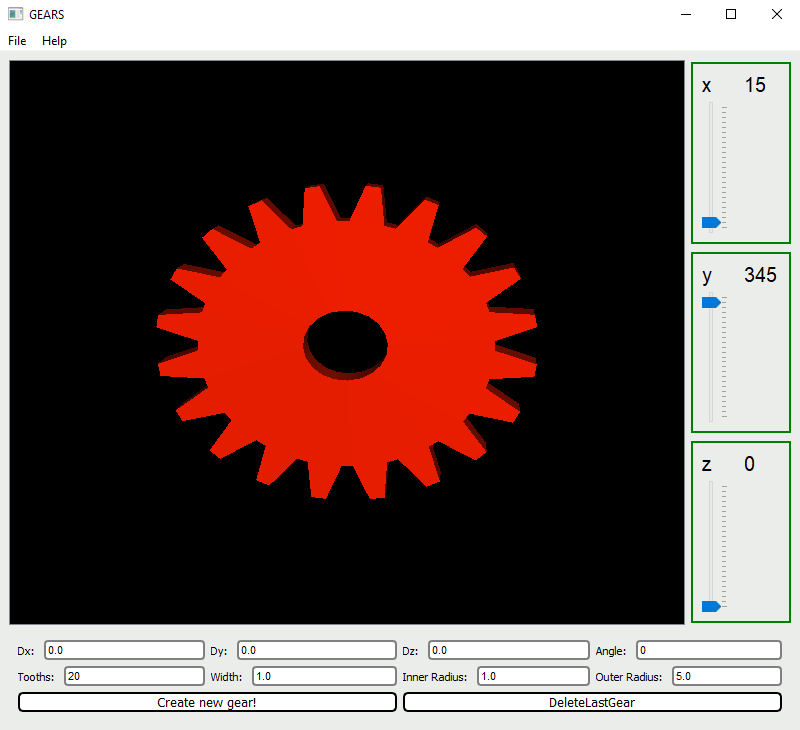 GEARS
File Help
x 15
y 345
z 0
Dx: 0.0 Dy: 0.0 Dz: 0.0 Angle: 0
Tooths: 20 Width: 1.0 Inner Radius: 1.0 Outer Radius: 5.0
Create new gear! DeleteLastGear